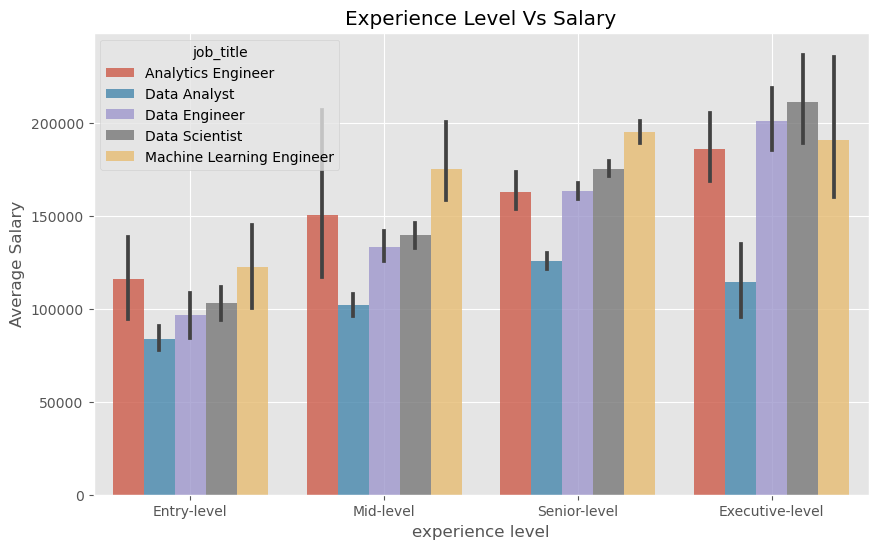 Experience Level Vs Salary
job_title
Analytics Engineer
Data Analyst
Data Engineer
Data Scientist
Machine Learning Engineer
Average Salary
200000
150000
100000
50000
0
Entry-level Mid-level Senior-level Executive-level
experience level